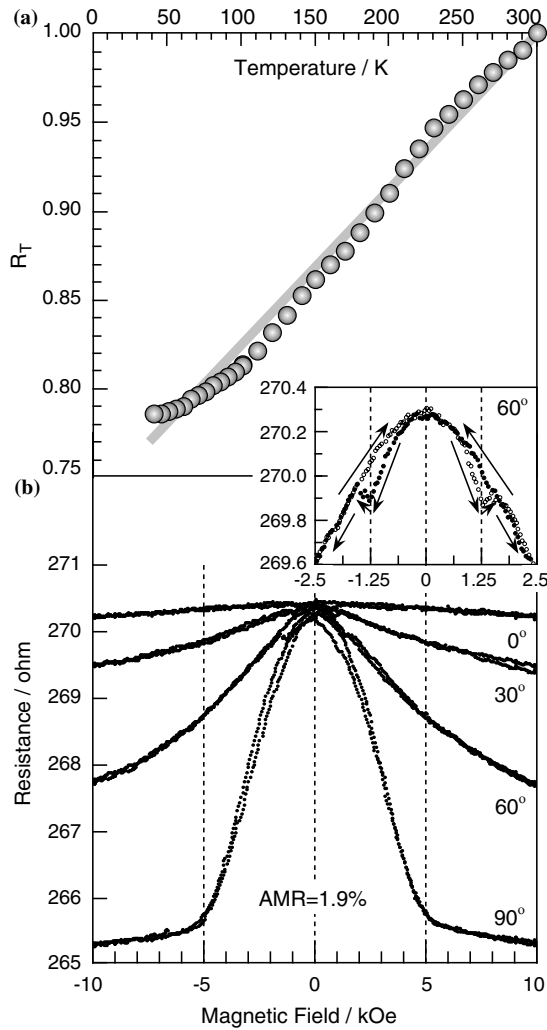 (a)
0 50 100 150 200 250 300
Temperature / K
1.00
0.95
0.90
0.85
0.80
0.75
R_T
270.4
270.2
270.0
269.8
269.6
60°
-2.5 -1.25 0 1.25 2.5
(b)
271
270
269
268
267
266
265
Resistance / ohm
0°
30°
60°
90°
AMR=1.9%
-10 -5 0 5 10
Magnetic Field / kOe